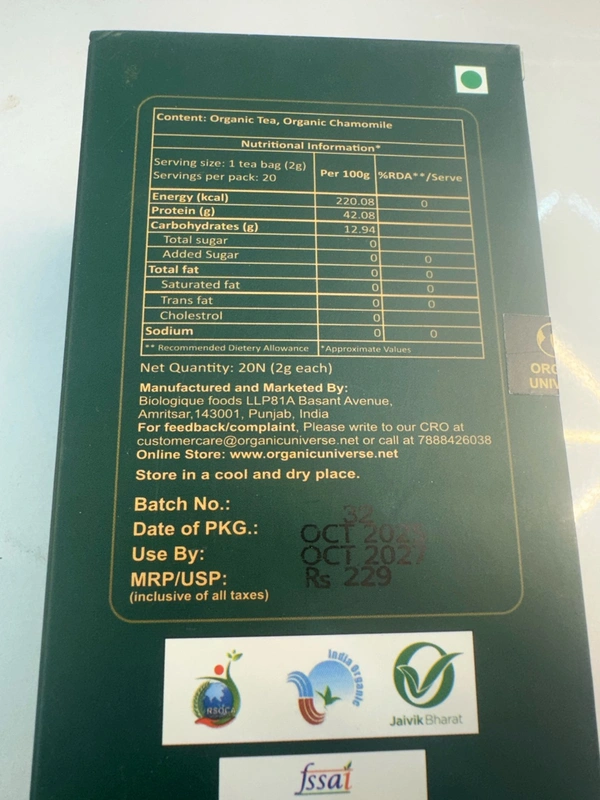 Content: Organic Tea, Organic Chamomile
Nutritional Information*
Serving size: 1 tea bag (2g)
Servings per pack: 20
Per 100g %RDA**/Serve
Energy (kcal) 220.08 0
Protein (g) 42.08
Carbohydrates (g) 12.94
Total sugar 0
Added Sugar 0 0
Total fat 0 0
Saturated fat 0 0
Trans fat 0 0
Cholestrol 0
Sodium 0 0
** Recommended Dietery Allowance *Approximate Values
Net Quantity: 20N (2g each)
Manufactured and Marketed By:
Biologique foods LLP81A Basant Avenue,
Amritsar,143001, Punjab, India
For feedback/complaint, Please write to our CRO at
customercare@organicuniverse.net or call at 7888426038
Online Store: www.organicuniverse.net
Store in a cool and dry place.
Batch No.: 32
Date of PKG.: OCT 2025
Use By: OCT 2027
MRP/USP: Rs 229
(inclusive of all taxes)
India Organic
Jaivik Bharat
fssai